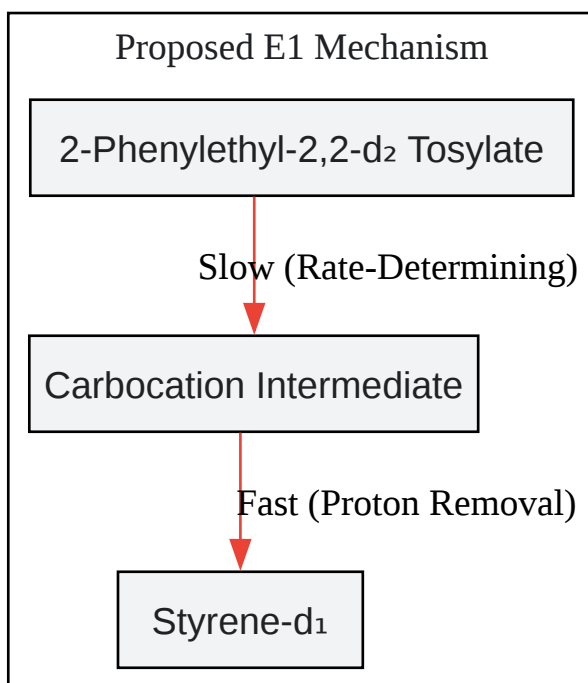 Proposed E1 Mechanism
2-Phenylethyl-2,2-d₂ Tosylate
Slow (Rate-Determining)
Carbocation Intermediate
Fast (Proton Removal)
Styrene-d₁